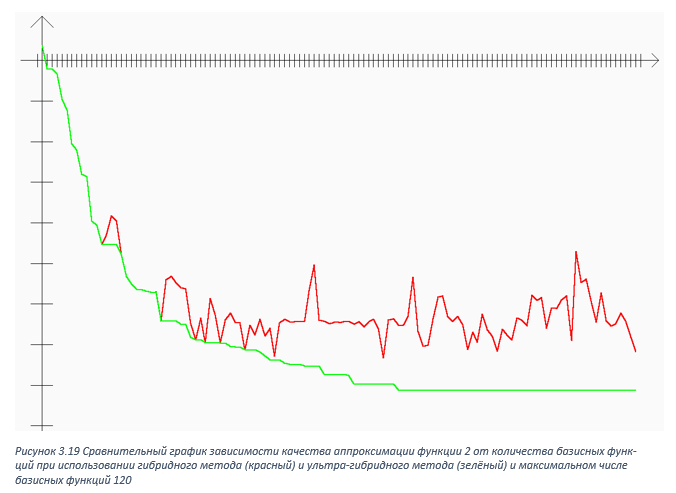 Рисунок 3.19 Сравнительный график зависимости качества аппроксимации функции 2 от количества базисных функ-
ций при использовании гибридного метода (красный) и ультра-гибридного метода (зелёный) и максимальном числе
базисных функций 120